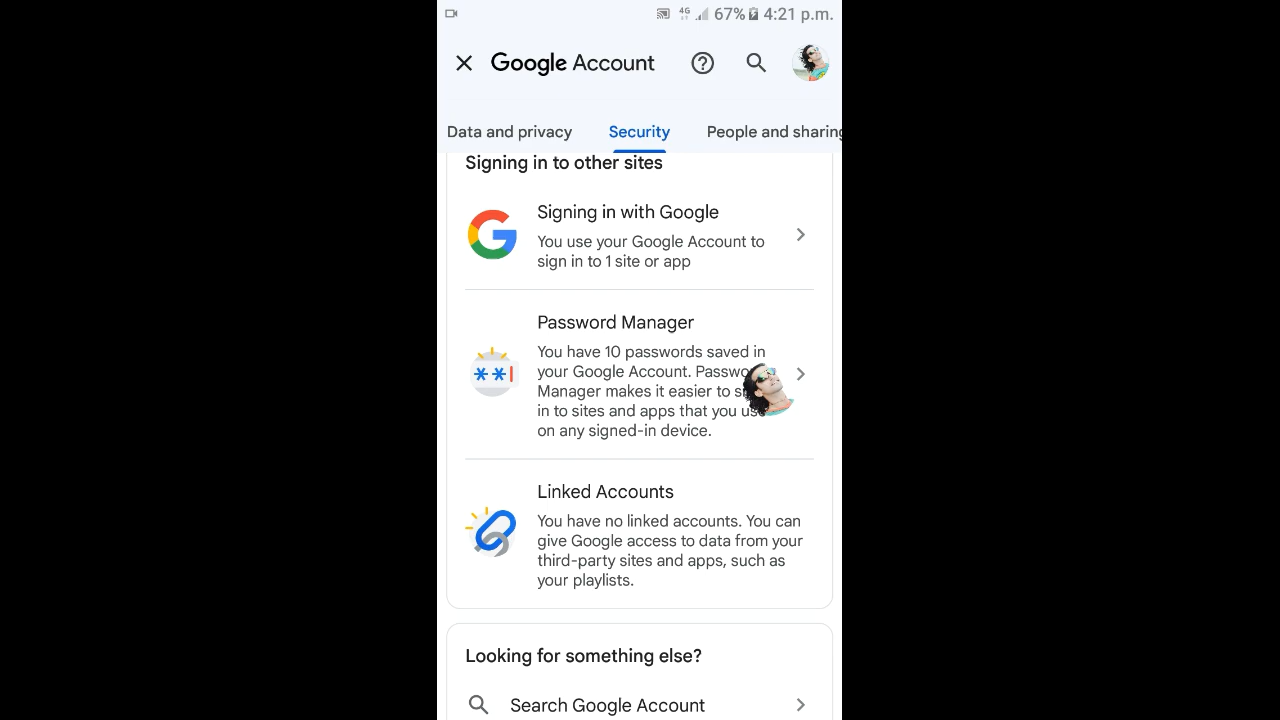 4G 67% 4:21 p.m.
Google Account
Data and privacy Security People and sharing
Signing in to other sites
Signing in with Google
You use your Google Account to
sign in to 1 site or app
Password Manager
You have 10 passwords saved in
your Google Account. Passwo
Manager makes it easier to s
in to sites and apps that you use
on any signed-in device.
Linked Accounts
You have no linked accounts. You can
give Google access to data from your
third-party sites and apps, such as
your playlists.
Looking for something else?
Search Google Account